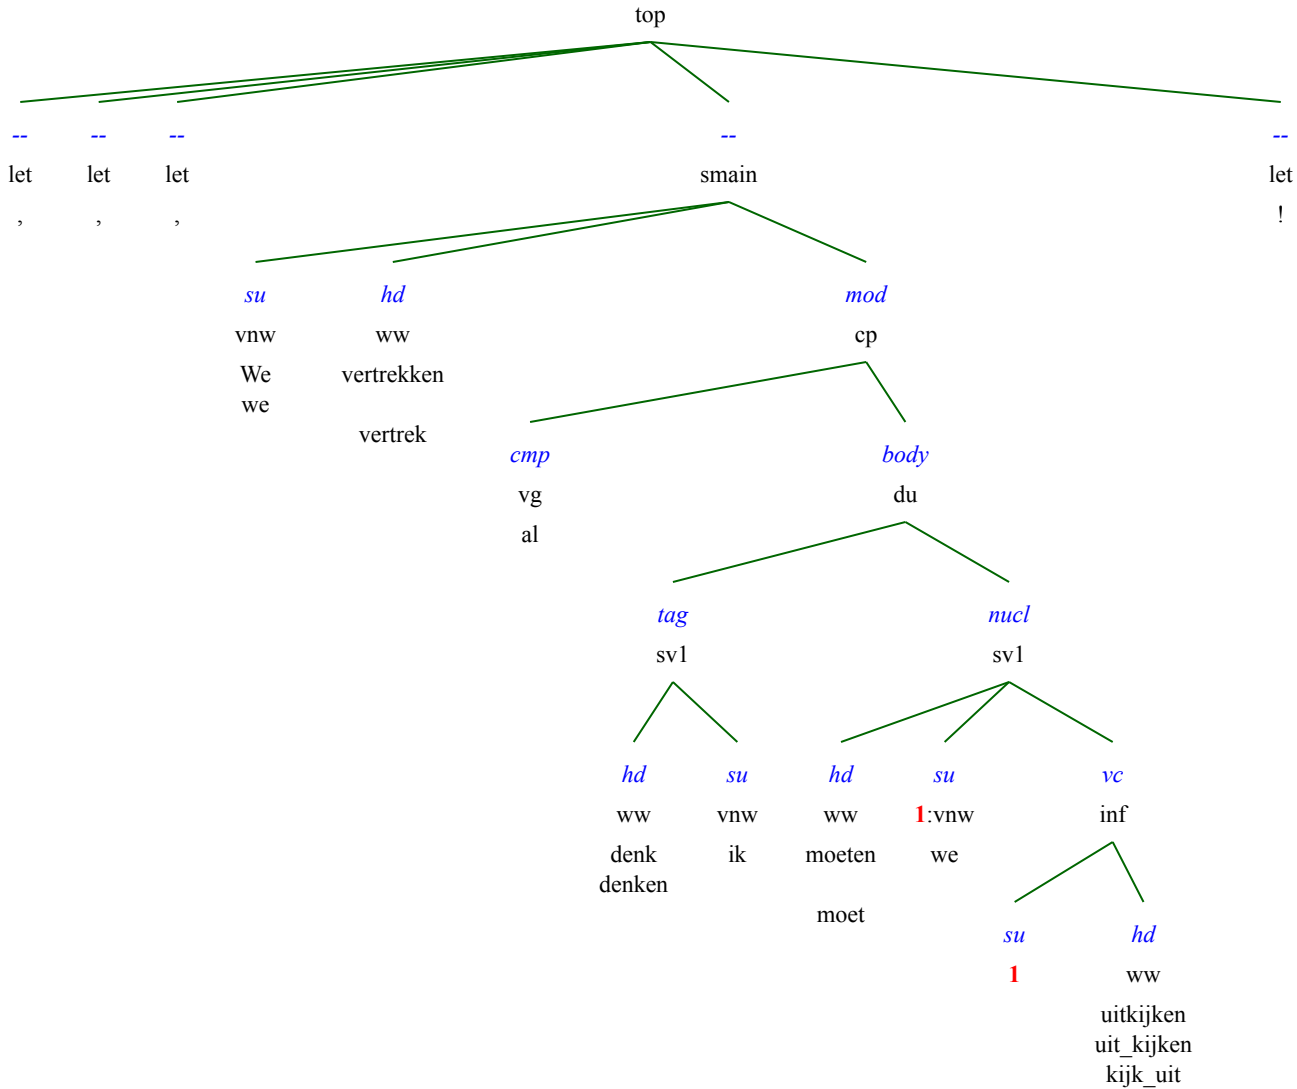 top
-- -- -- -- --
let let let smain let
, , , !
su hd mod
vnw ww cp
We vertrekken
we
vertrek
cmp body
vg du
al
tag nucl
sv1 sv1
hd su hd su vc
ww vnw ww 1:vnw inf
denk ik moeten we
denken
moet
su hd
1 ww
uitkijken
uit_kijken
kijk_uit